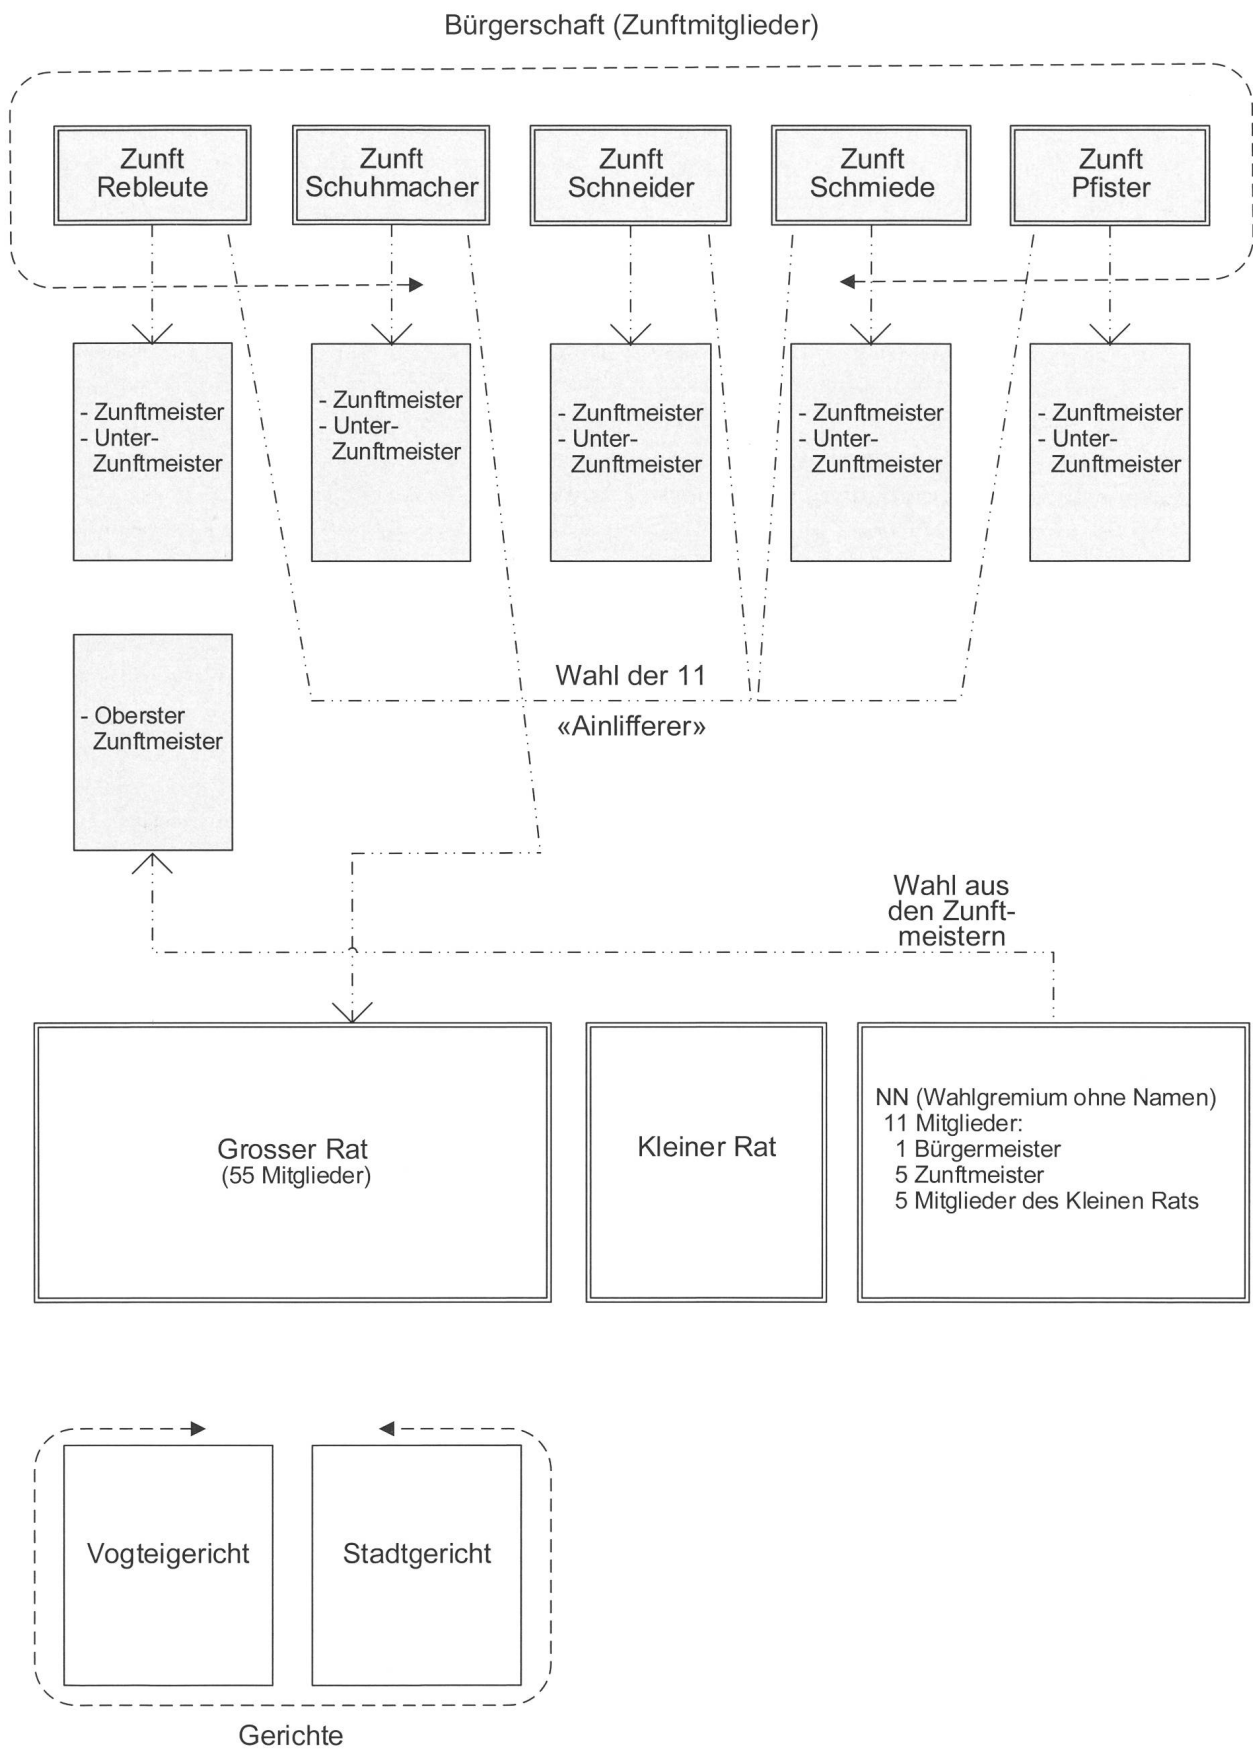 Bürgerschaft (Zunftmitglieder)
Zunft
Rebleute
Zunft
Schuhmacher
Zunft
Schneider
Zunft
Schmiede
Zunft
Pfister
- Zunftmeister
- Unter-
Zunftmeister
- Zunftmeister
- Unter-
Zunftmeister
- Zunftmeister
- Unter-
Zunftmeister
- Zunftmeister
- Unter-
Zunftmeister
- Zunftmeister
- Unter-
Zunftmeister
Wahl der 11
«Ainlifferer»
- Oberster
Zunftmeister
Wahl aus
den Zunft-
meistern
Grosser Rat
(55 Mitglieder)
Kleiner Rat
NN (Wahlgremium ohne Namen)
11 Mitglieder:
1 Bürgermeister
5 Zunftmeister
5 Mitglieder des Kleinen Rats
Vogteigericht
Stadtgericht
Gerichte